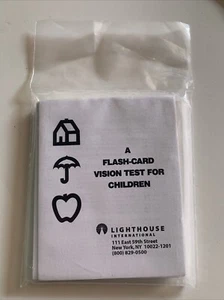 A
FLASH-CARD
VISION TEST FOR
CHILDREN
LIGHTHOUSE
INTERNATIONAL
111 East 59th Street
New York, NY 10022-1201
(800) 829-0500